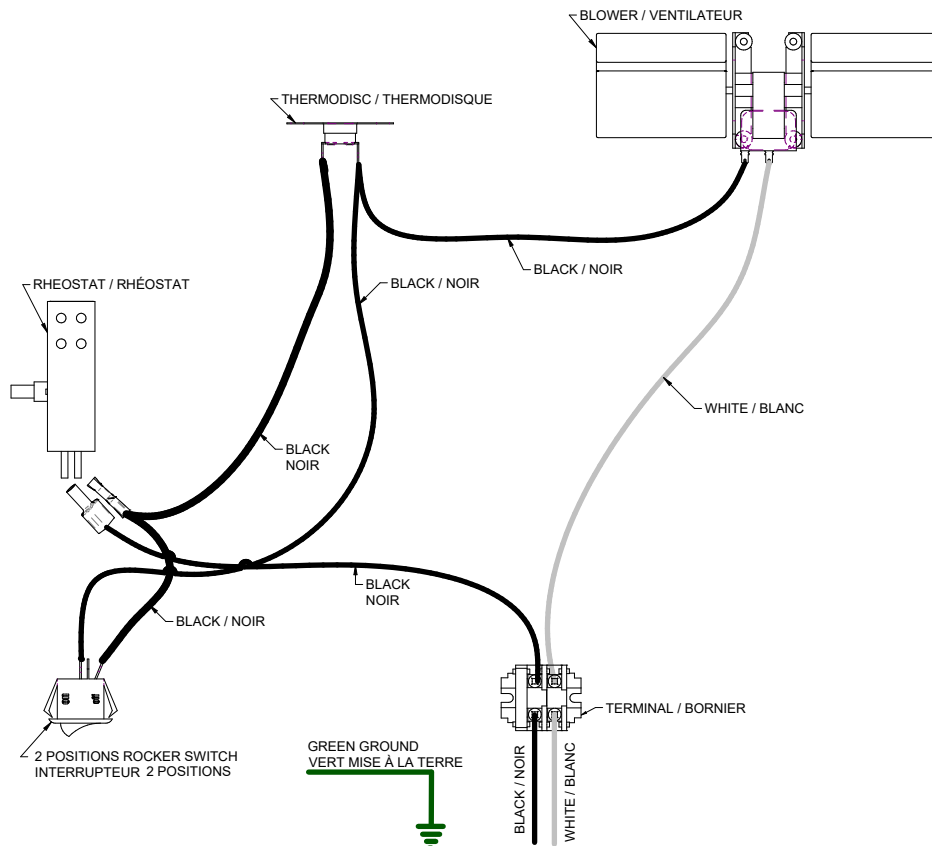 BLOWER / VENTILATEUR
THERMODISC / THERMODISQUE
BLACK / NOIR
BLACK / NOIR
RHEOSTAT / RHÉOSTAT
WHITE / BLANC
BLACK
NOIR
BLACK
NOIR
BLACK / NOIR
TERMINAL / BORNIER
2 POSITIONS ROCKER SWITCH
INTERRUPTEUR 2 POSITIONS
GREEN GROUND
VERT MISE À LA TERRE
BLACK / NOIR
WHITE / BLANC